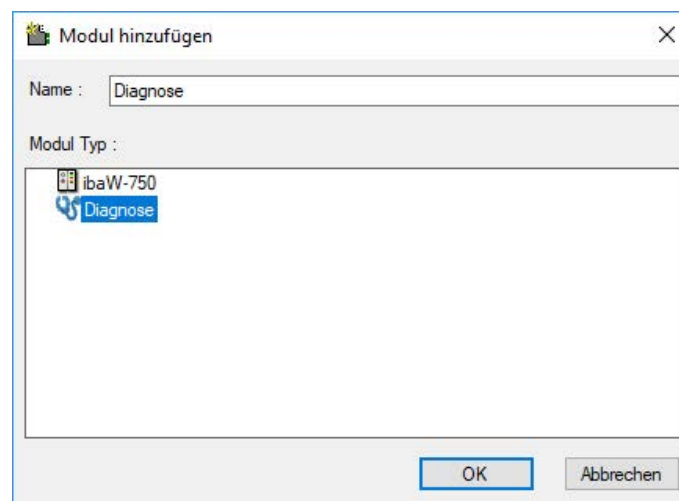 Modul hinzufügen
Name : Diagnose
Modul Typ :
ibaW-750
Diagnose
OK Abbrechen